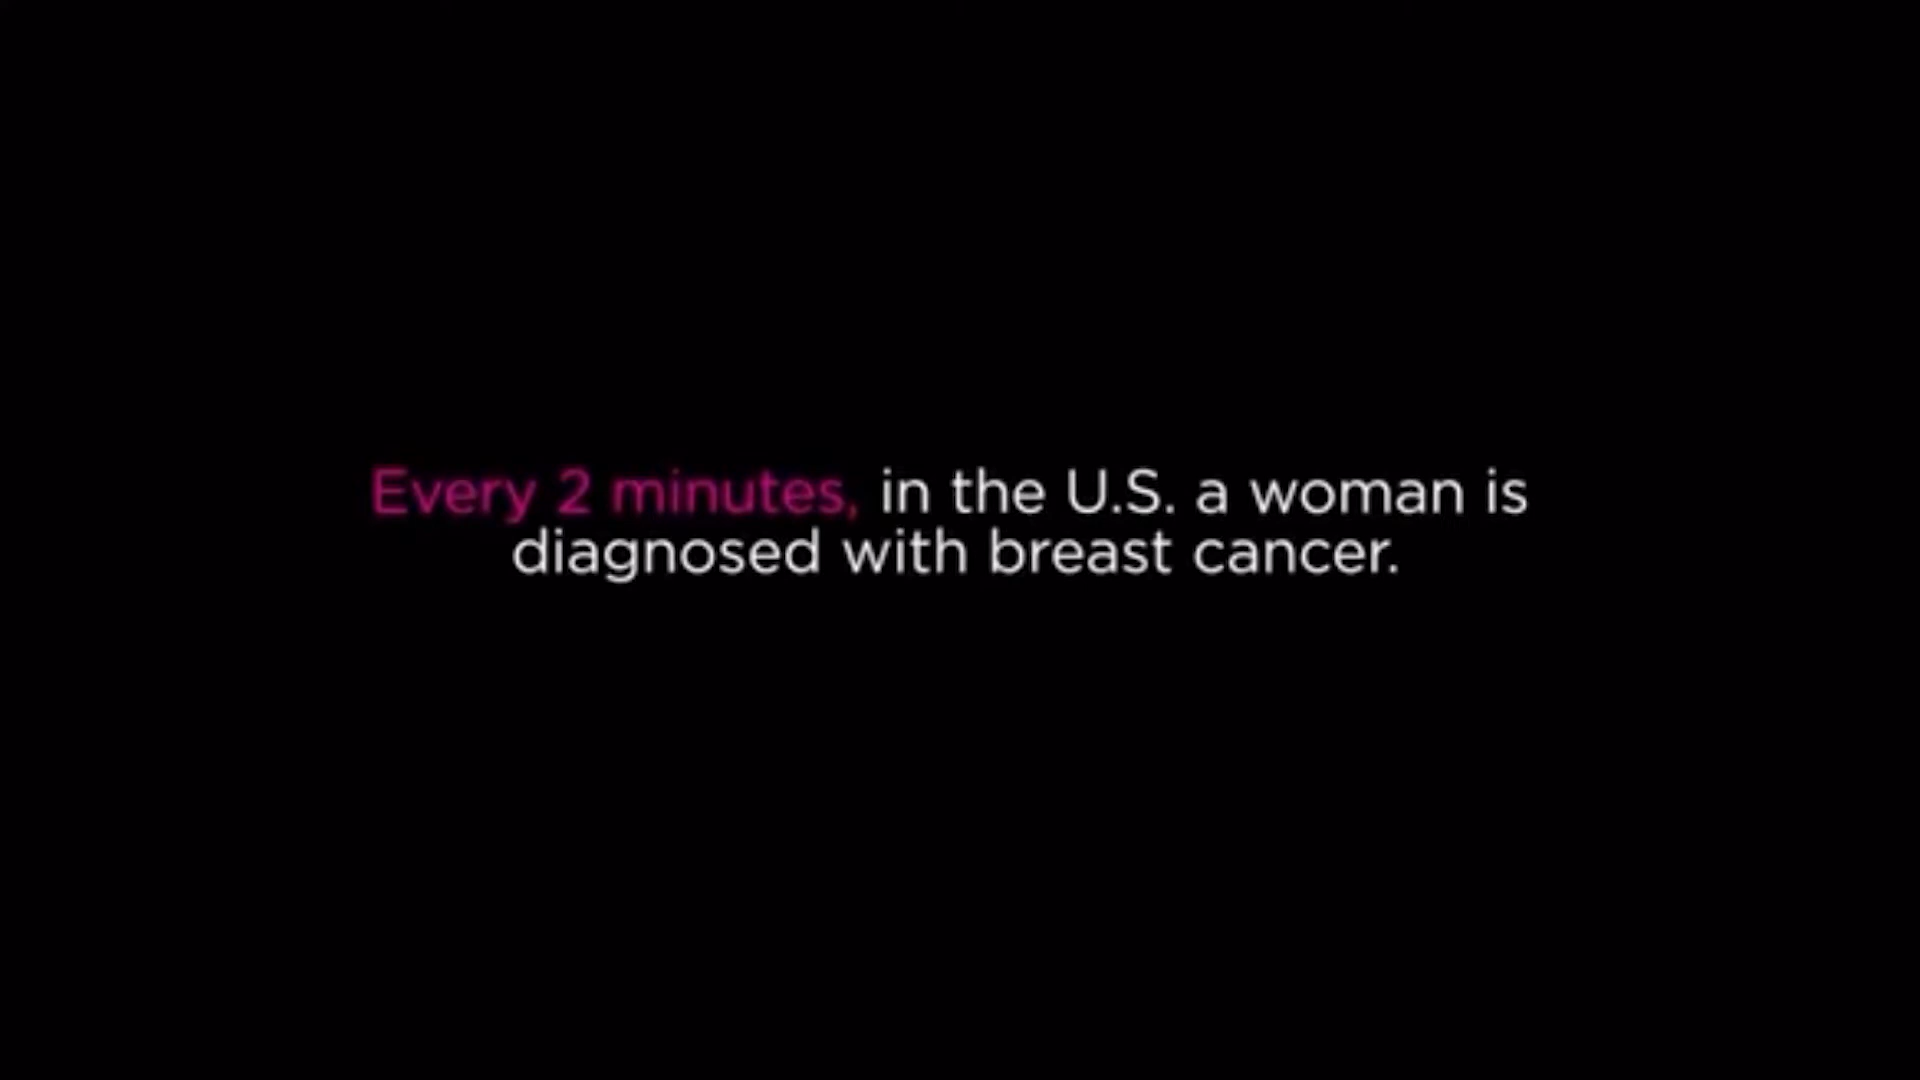 Every 2 minutes, in the U.S. a woman is
diagnosed with breast cancer.